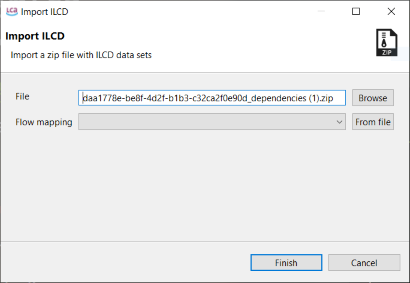 Import ILCD
Import ILCD
Import a zip file with ILCD data sets
ZIP
File
daa1778e-be8f-4d2f-b1b3-c32ca2f0e90d_dependencies (1).zip
Browse
Flow mapping
From file
Finish
Cancel